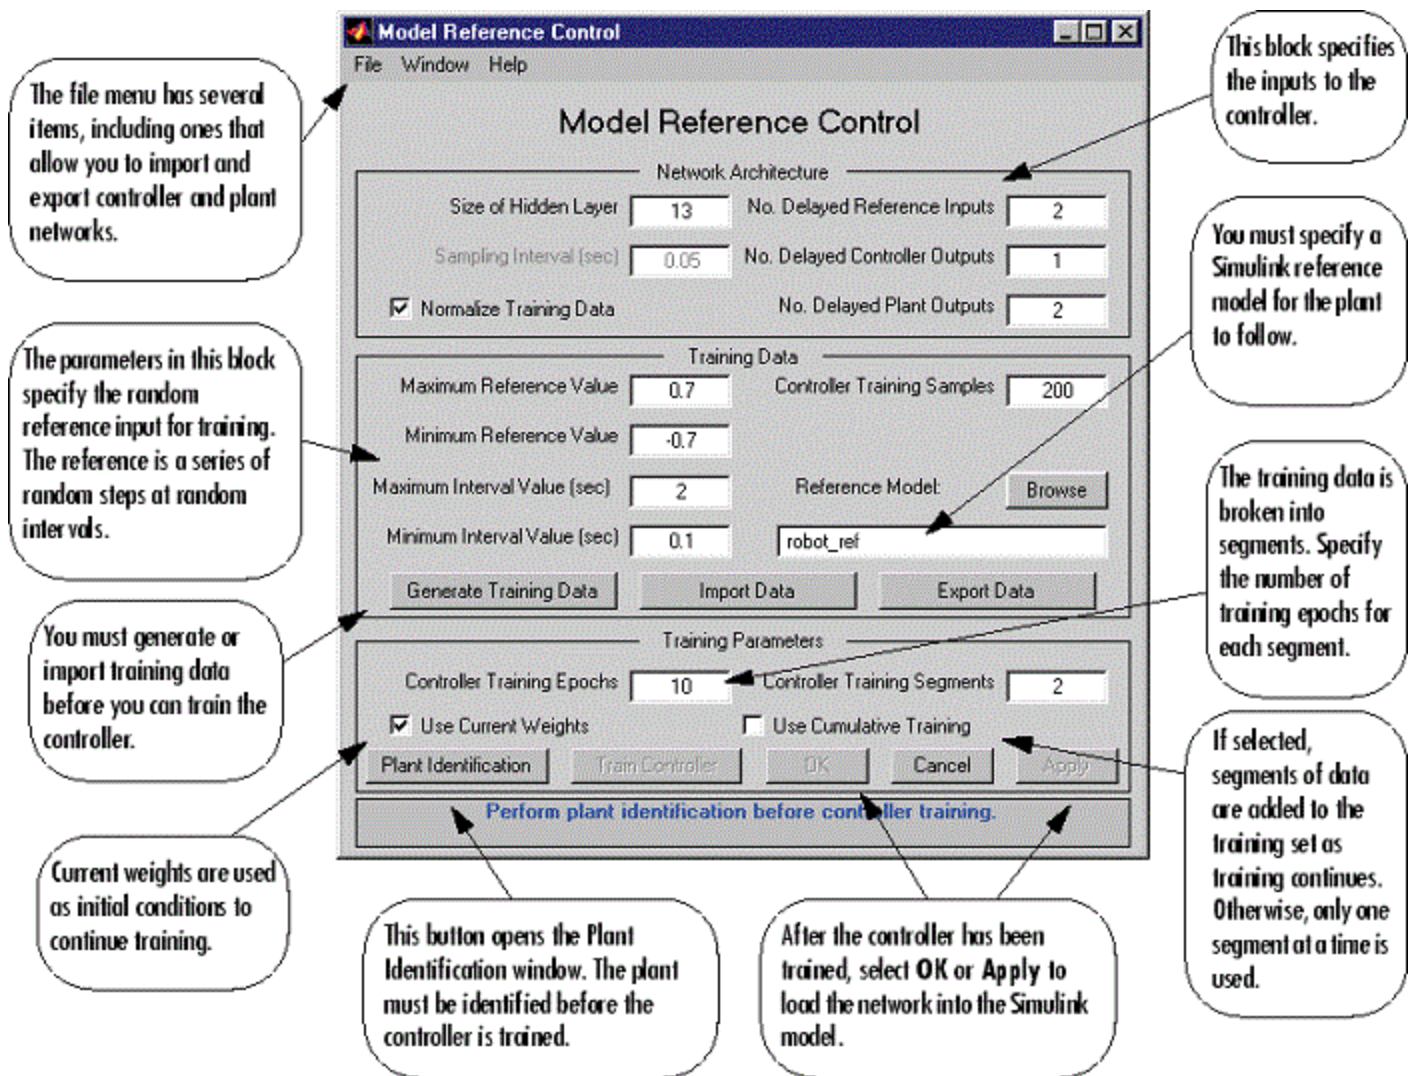 Model Reference Control
File Window Help
Model Reference Control
Network Architecture
Size of Hidden Layer 13 No. Delayed Reference Inputs 2
Sampling Interval (sec) 0.05 No. Delayed Controller Outputs 1
Normalize Training Data No. Delayed Plant Outputs 2
Training Data
Maximum Reference Value 0.7 Controller Training Samples 200
Minimum Reference Value -0.7
Maximum Interval Value (sec) 2 Reference Model: Browse
Minimum Interval Value (sec) 0.1 robot_ref
Generate Training Data Import Data Export Data
Training Parameters
Controller Training Epochs 10 Controller Training Segments 2
Use Current Weights Use Cumulative Training
Plant Identification Train Controller OK Cancel Apply
Perform plant identification before controller training.
The file menu has several
items, including ones that
allow you to import and
export controller and plant
networks.
The parameters in this block
specify the random
reference input for training.
The reference is a series of
random steps at random
intervals.
You must generate or
import training data
before you can train the
controller.
Current weights are used
as initial conditions to
continue training.
This button opens the Plant
Identification window. The plant
must be identified before the
controller is trained.
After the controller has been
trained, select OK or Apply to
load the network into the Simulink
model.
This block specifies
the inputs to the
controller.
You must specify a
Simulink reference
model for the plant
to follow.
The training data is
broken into
segments. Specify
the number of
training epochs for
each segment.
If selected,
segments of data
are added to the
training set as
training continues.
Otherwise, only one
segment at a time is
used.